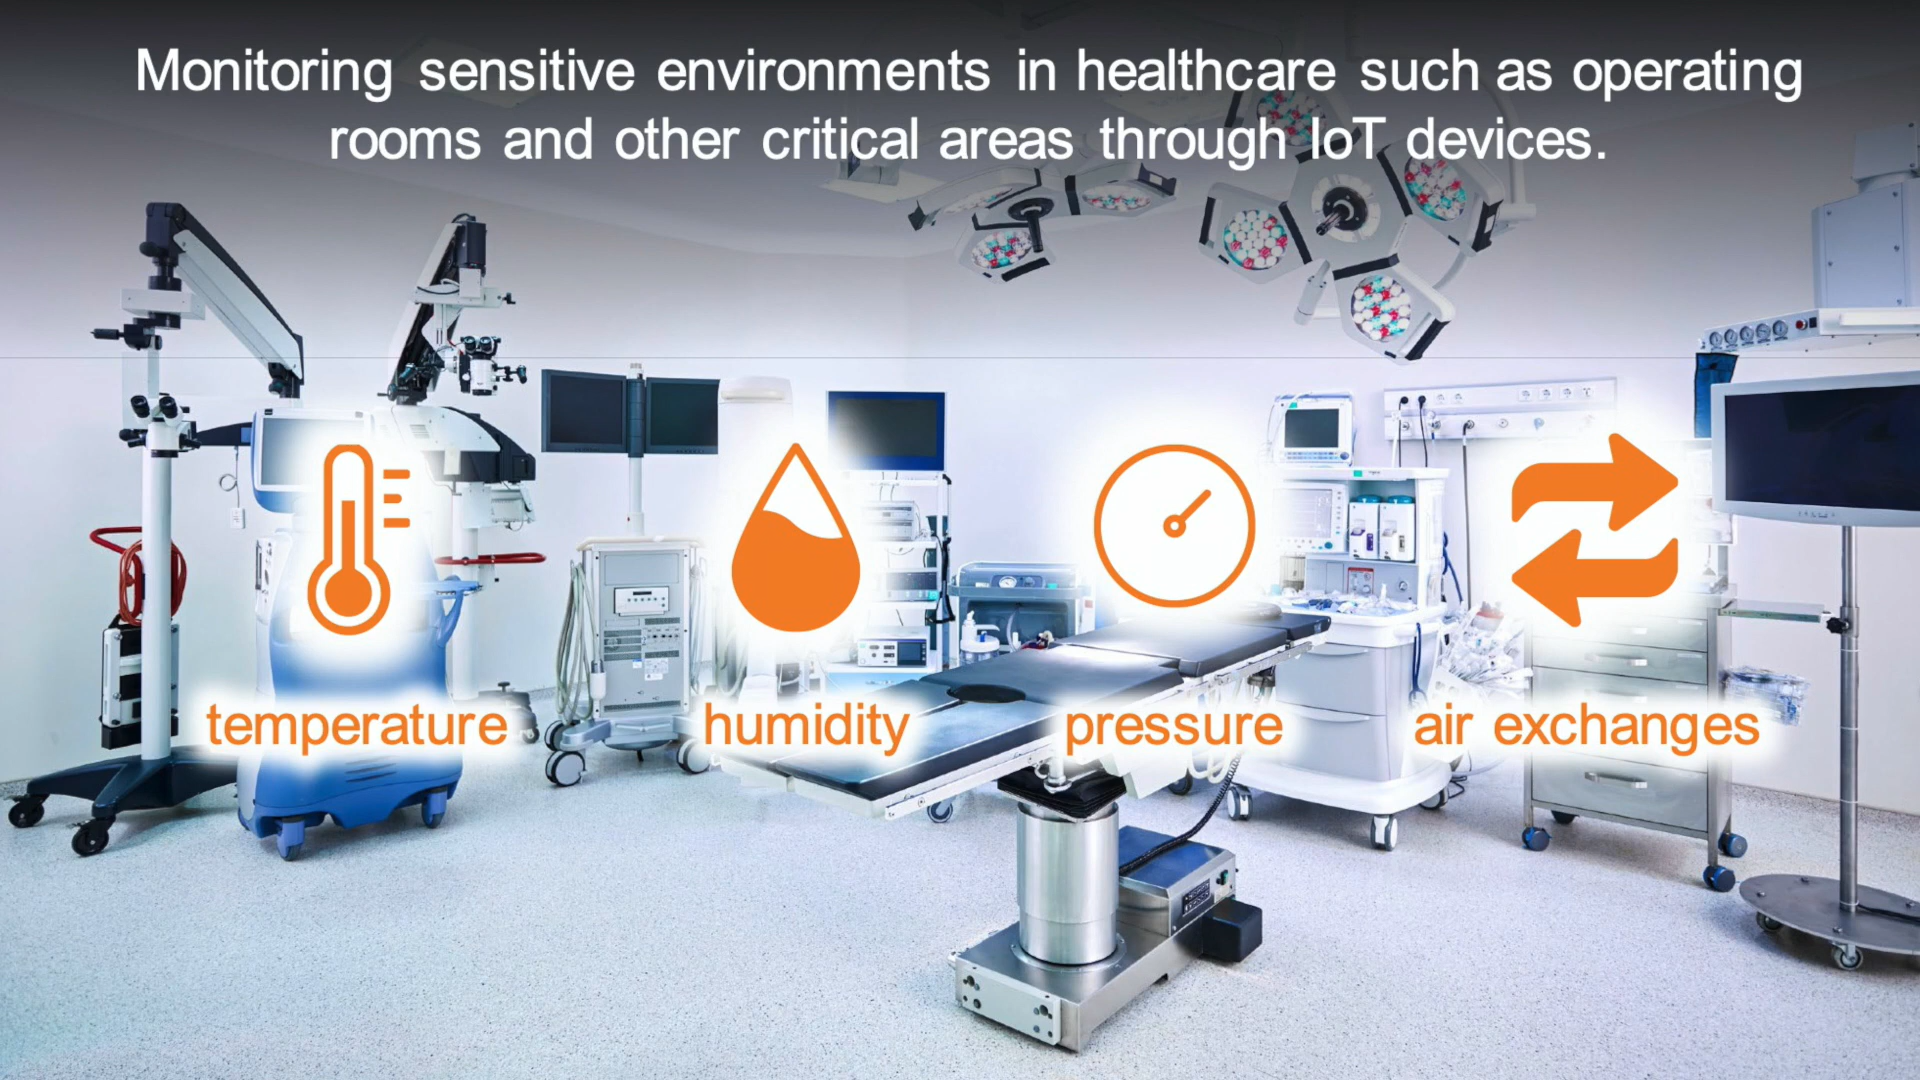 Monitoring sensitive environments in healthcare such as operating
rooms and other critical areas through IoT devices.
temperature
humidity
pressure
air exchanges